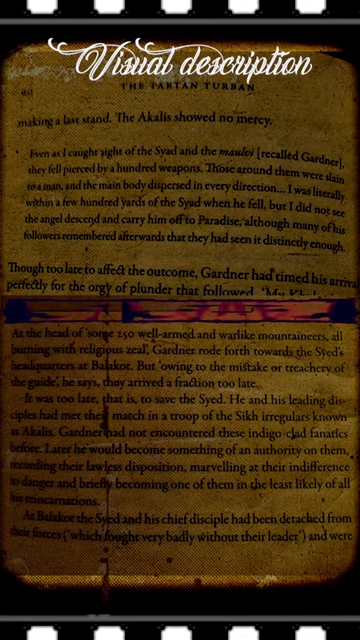 Visual description
THE TARTAN TURBAN
making a last stand. The Akalis showed no mercy.
Even as I caught sight of the Syad and the maulvi [recalled Gardner],
they fell pierced by a hundred weapons. Those around them were slain
to a man, and the main body dispersed in every direction... I was literally
within a few hundred yards of the Syad when he fell, but I did not see
the angel descend and carry him off to Paradise, although many of his
followers remembered afterwards that they had seen it distinctly enough.
Though too late to affect the outcome, Gardner had timed his arrival
perfectly for the orgy of plunder that followed. 'My
At the head of 'some 250 well-armed and warlike mountaineers, all
burning with religious zeal', Gardner rode forth towards the Syed's
headquarters at Balakot. But 'owing to the mistake or treachery of
the guide', he says, they arrived a fraction too late.
It was too late, that is, to save the Syed. He and his leading dis-
ciples had met their match in a troop of the Sikh irregulars known
as Akalis. Gardner had not encountered these indigo-clad fanatics
before. Later he would become something of an authority on them,
recording their lawless disposition, marvelling at their indifference
to danger and briefly becoming one of them in the least likely of all
his reincarnations.
At Balakot the Syed and his chief disciple had been detached from
their forces ('which fought very badly without their leader') and were